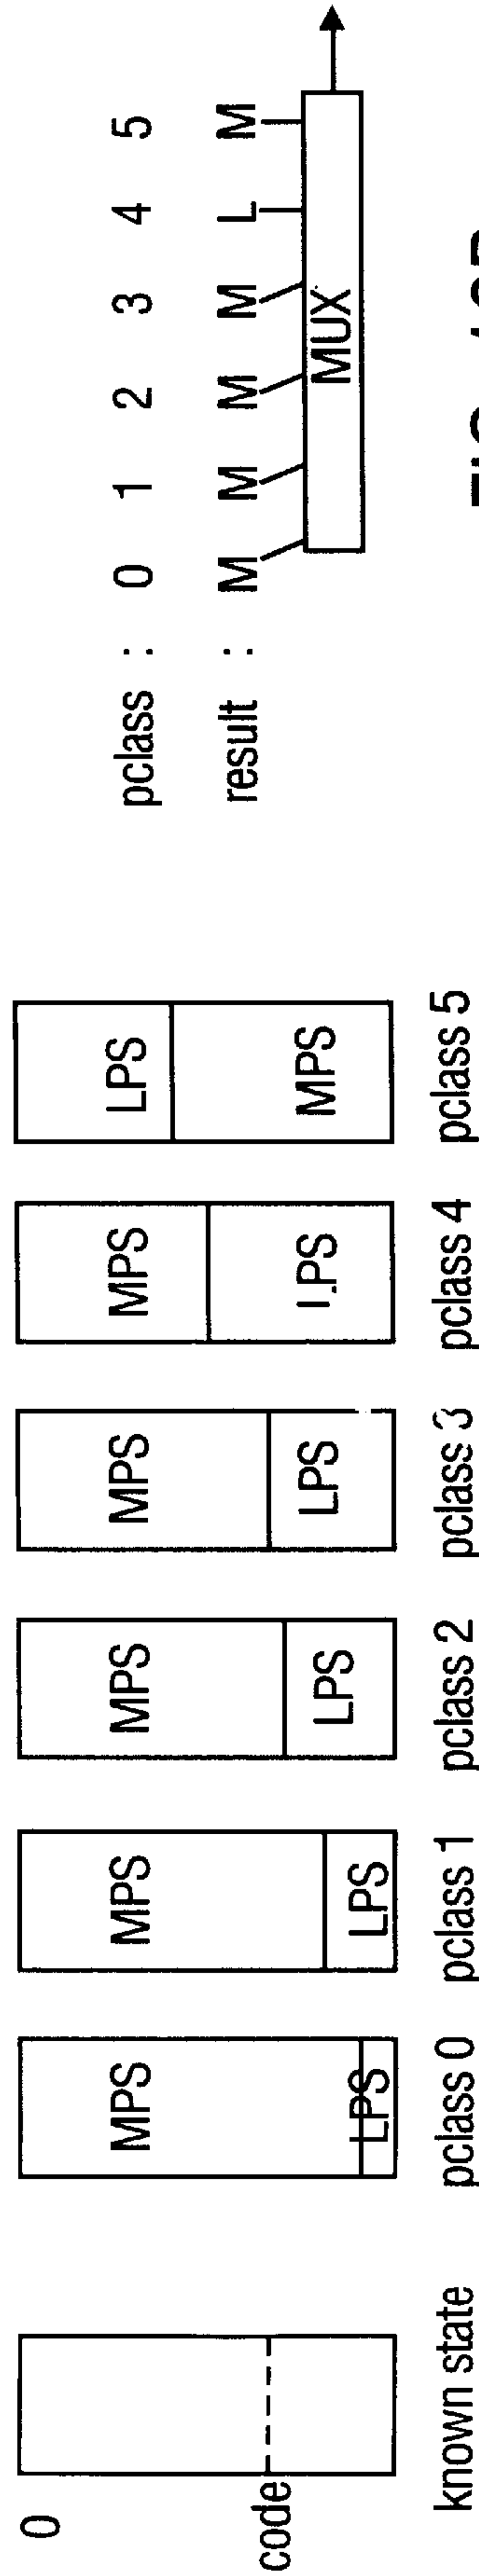 0
code
known state
MPS
LPS
pclass 0
MPS
LPS
pclass 1
MPS
LPS
pclass 2
MPS
LPS
pclass 3
MPS
LPS
pclass 4
LPS
MPS
pclass 5
pclass : 0 1 2 3 4 5
result : M M M M L M
MUX